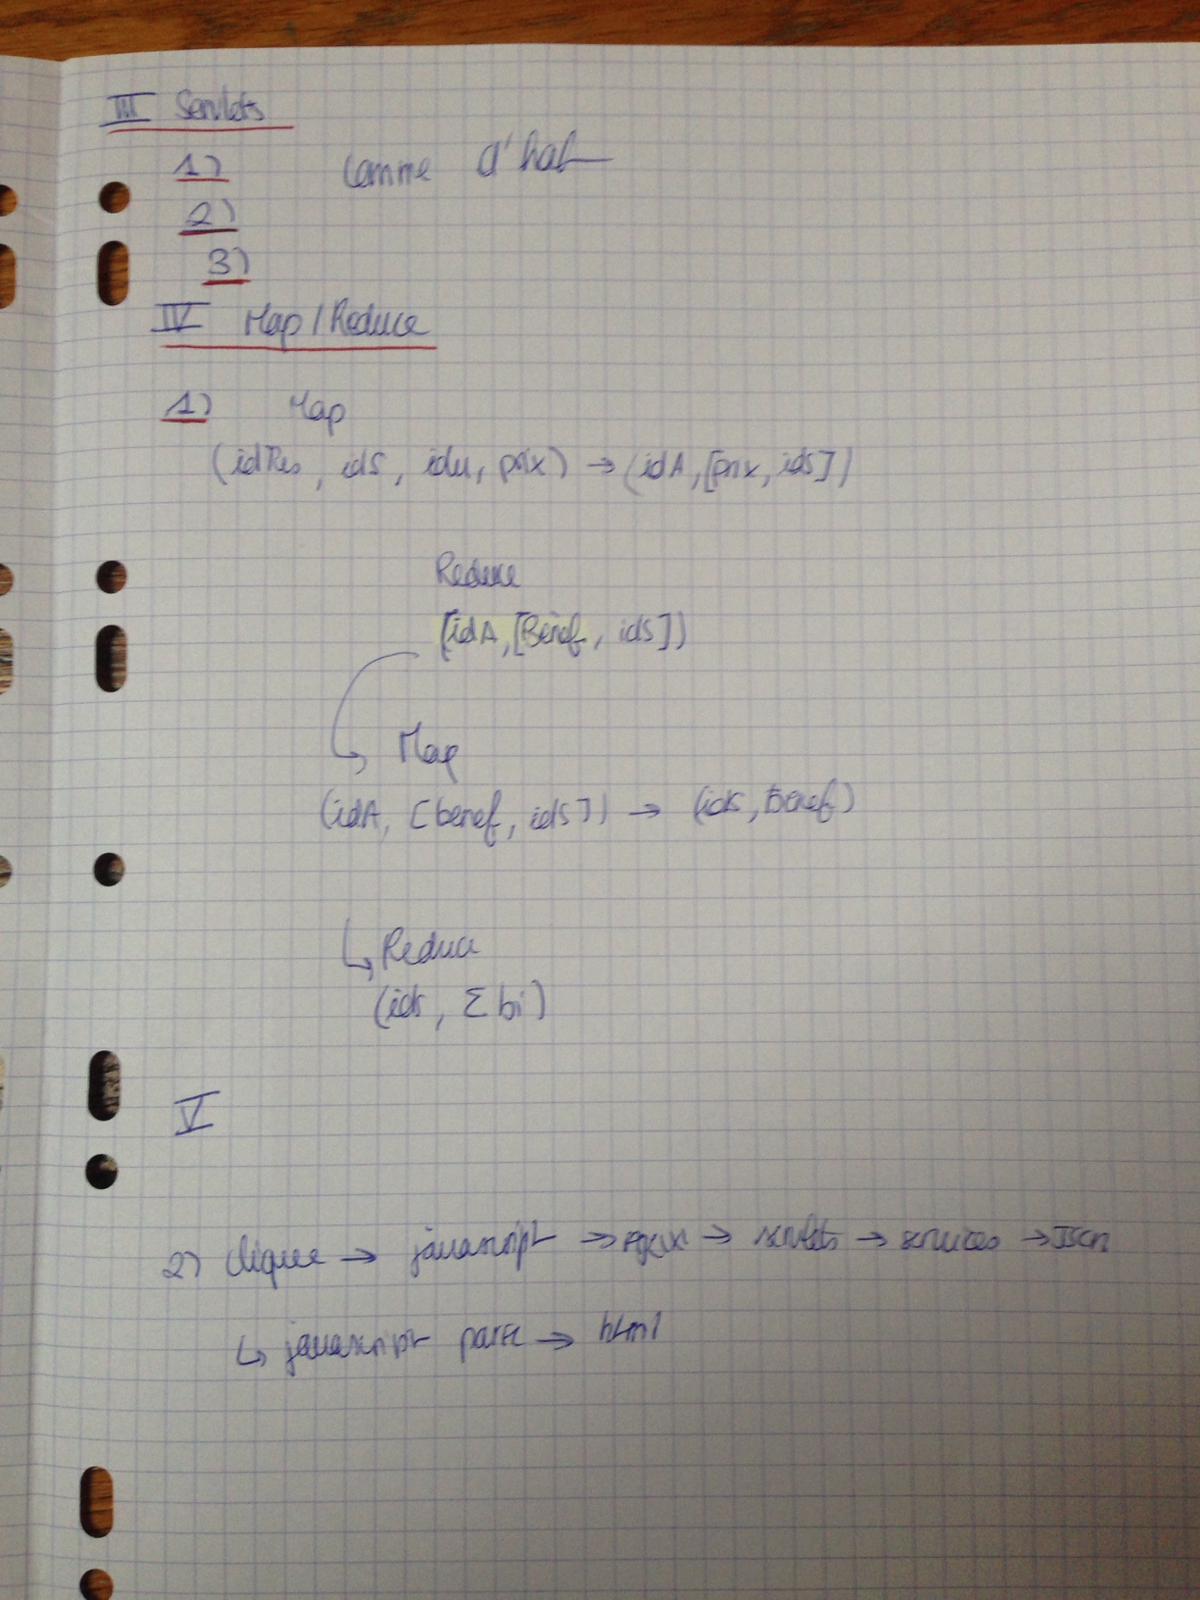 III Servlets
1) Comme d'hab
2)
3)
IV Map/Reduce
1) Map
(idRes, idS, idu, prix) → (idA, [prix, idS])
Reduce
(idA, [Benef, idS])
Map
(idA, [benef, idS]) → (idS, Benef)
↳ Reduce
(idS, Σ bi)
V
2) clique → javascript → Ajax → servlets → services → JSON
↳ javascript parse → html